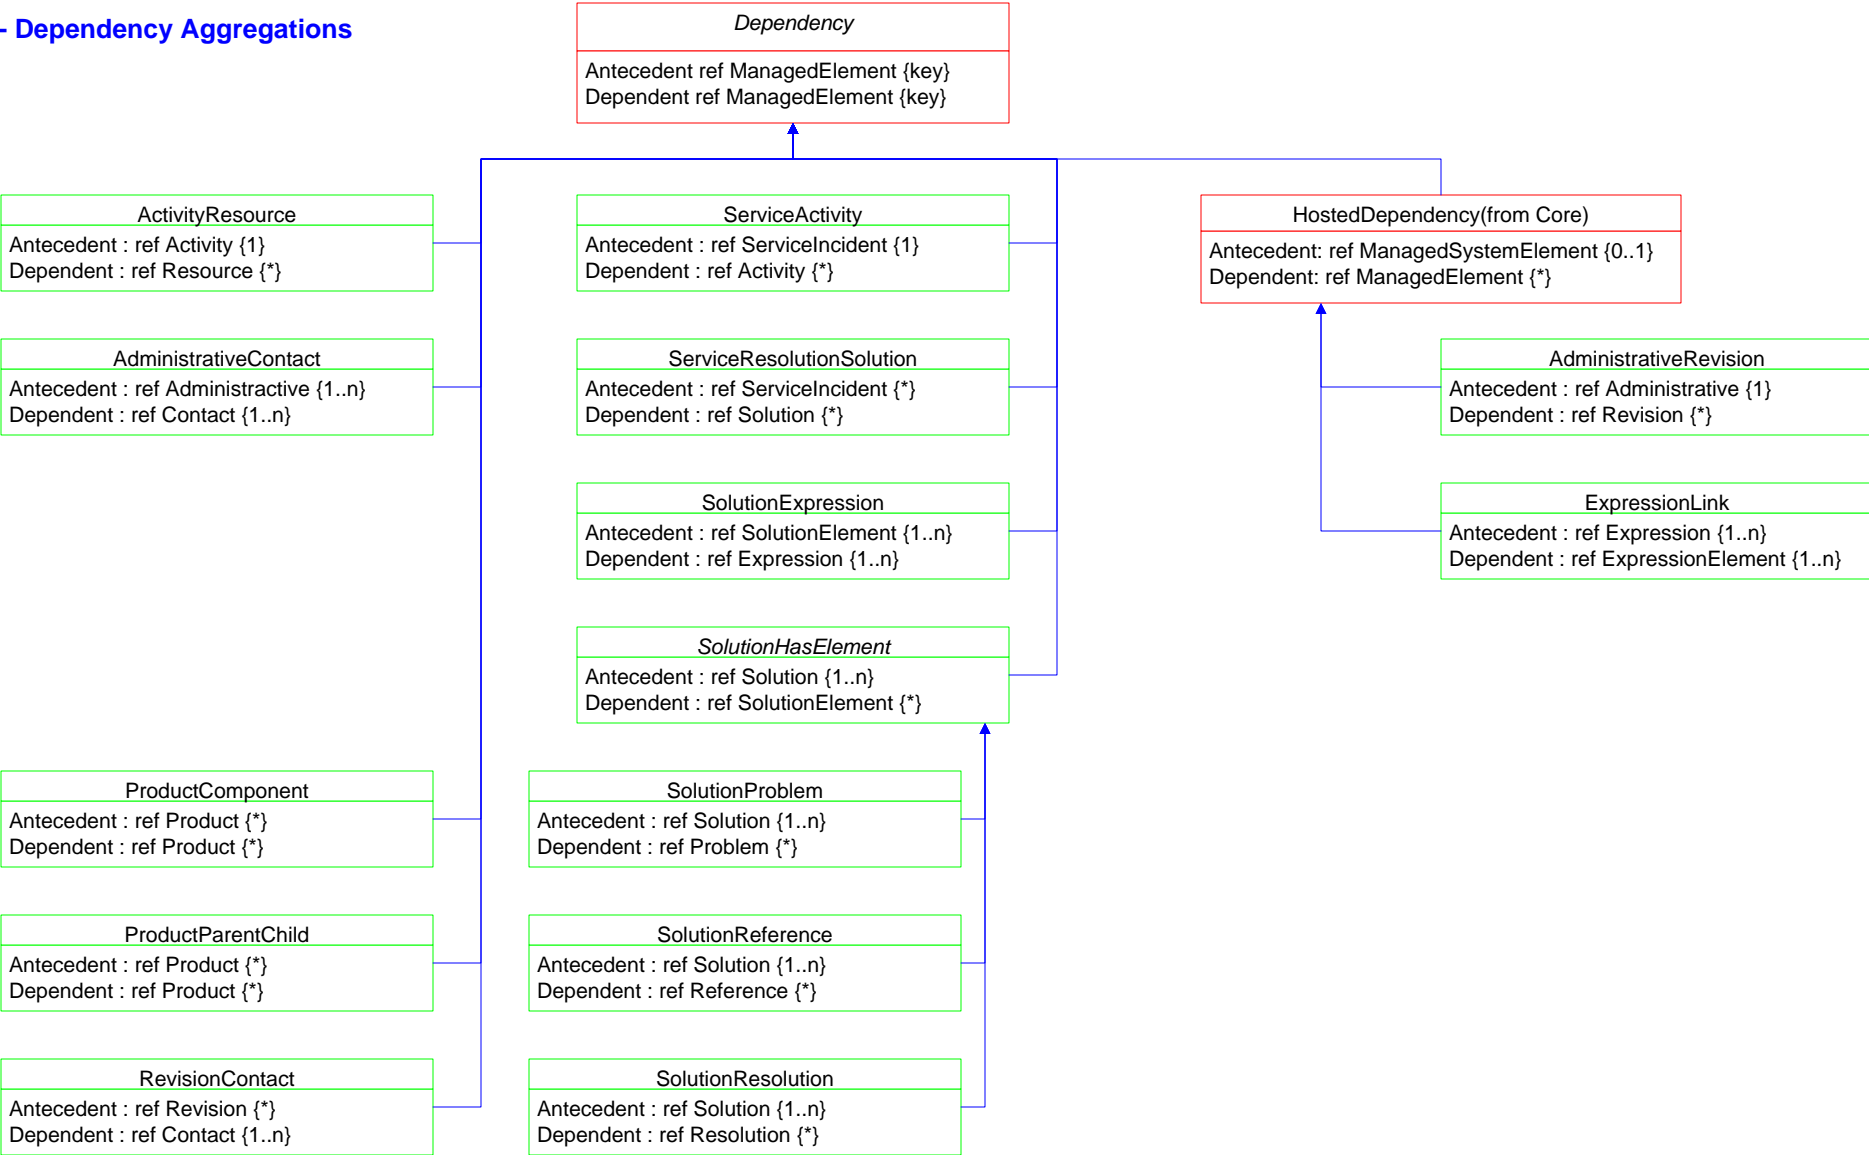 - Dependency Aggregations
Dependency
Antecedent ref ManagedElement {key}
Dependent ref ManagedElement {key}
ActivityResource
Antecedent : ref Activity {1}
Dependent : ref Resource {*}
ServiceActivity
Antecedent : ref ServiceIncident {1}
Dependent : ref Activity {*}
HostedDependency(from Core)
Antecedent: ref ManagedSystemElement {0..1}
Dependent: ref ManagedElement {*}
AdministrativeContact
Antecedent : ref Administractive {1..n}
Dependent : ref Contact {1..n}
ServiceResolutionSolution
Antecedent : ref ServiceIncident {*}
Dependent : ref Solution {*}
AdministrativeRevision
Antecedent : ref Administrative {1}
Dependent : ref Revision {*}
SolutionExpression
Antecedent : ref SolutionElement {1..n}
Dependent : ref Expression {1..n}
ExpressionLink
Antecedent : ref Expression {1..n}
Dependent : ref ExpressionElement {1..n}
SolutionHasElement
Antecedent : ref Solution {1..n}
Dependent : ref SolutionElement {*}
ProductComponent
Antecedent : ref Product {*}
Dependent : ref Product {*}
SolutionProblem
Antecedent : ref Solution {1..n}
Dependent : ref Problem {*}
ProductParentChild
Antecedent : ref Product {*}
Dependent : ref Product {*}
SolutionReference
Antecedent : ref Solution {1..n}
Dependent : ref Reference {*}
RevisionContact
Antecedent : ref Revision {*}
Dependent : ref Contact {1..n}
SolutionResolution
Antecedent : ref Solution {1..n}
Dependent : ref Resolution {*}